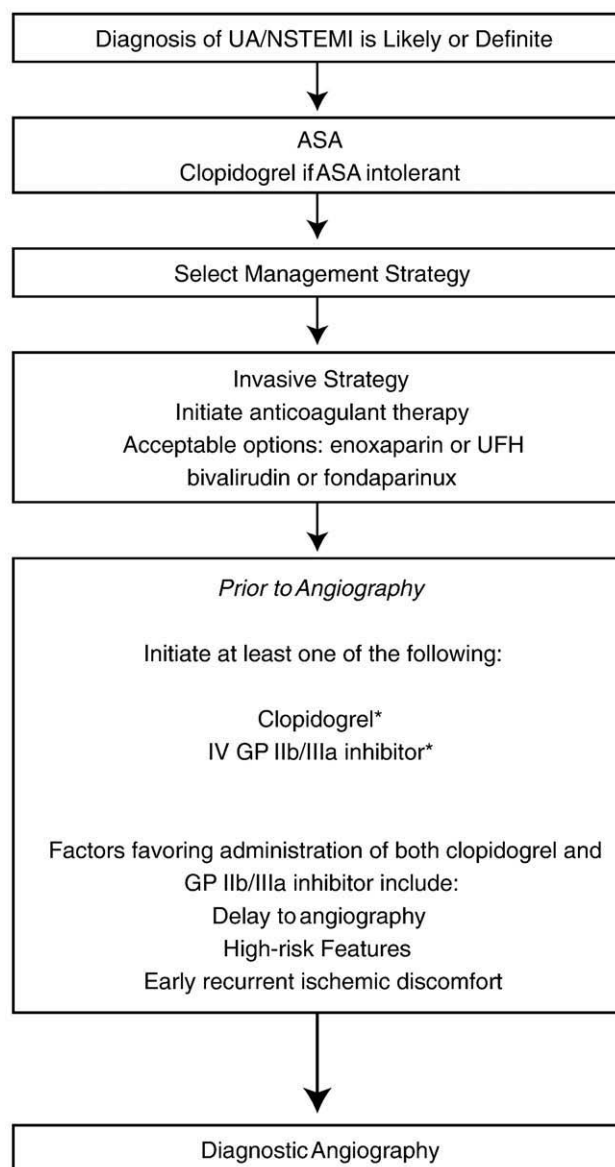 Diagnosis of UA/NSTEMI is Likely or Definite
ASA
Clopidogrel if ASA intolerant
Select Management Strategy
Invasive Strategy
Initiate anticoagulant therapy
Acceptable options: enoxaparin or UFH
bivalirudin or fondaparinux
Prior to Angiography
Initiate at least one of the following:
Clopidogrel*
IV GP IIb/IIIa inhibitor*
Factors favoring administration of both clopidogrel and
GP IIb/IIIa inhibitor include:
Delay to angiography
High-risk Features
Early recurrent ischemic discomfort
Diagnostic Angiography